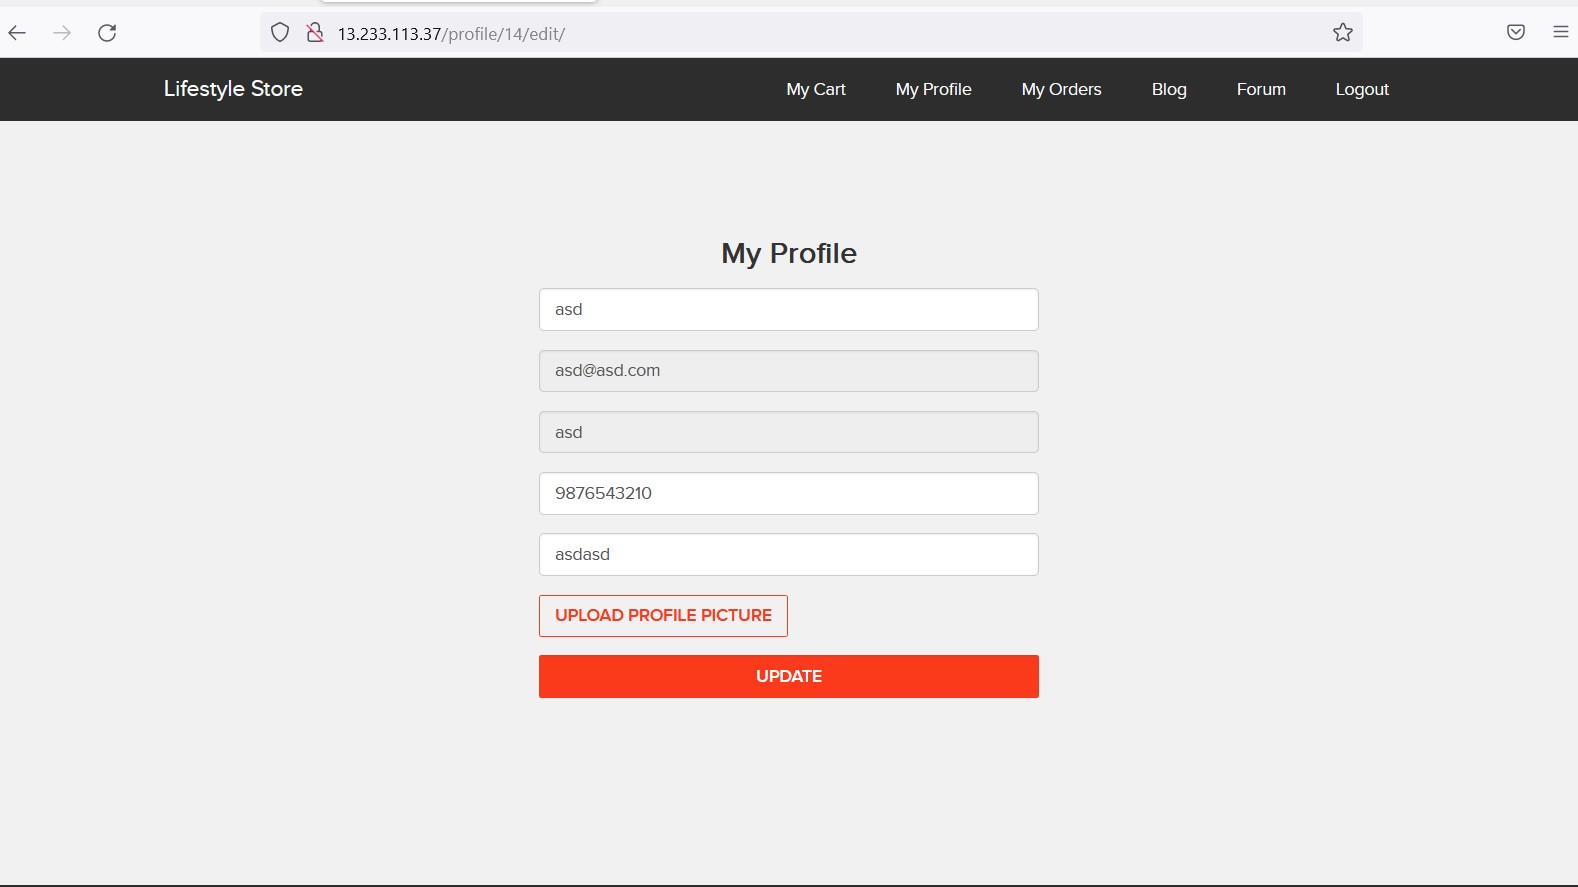 13.233.113.37/profile/14/edit/
Lifestyle Store My Cart My Profile My Orders Blog Forum Logout
My Profile
asd
asd@asd.com
asd
9876543210
asdasd
UPLOAD PROFILE PICTURE
UPDATE